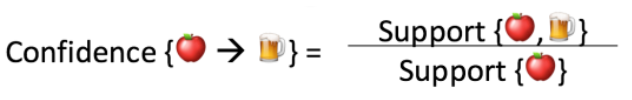 Confidence {🍎 → 🍺} =
Support {🍎, 🍺}
Support {🍎}